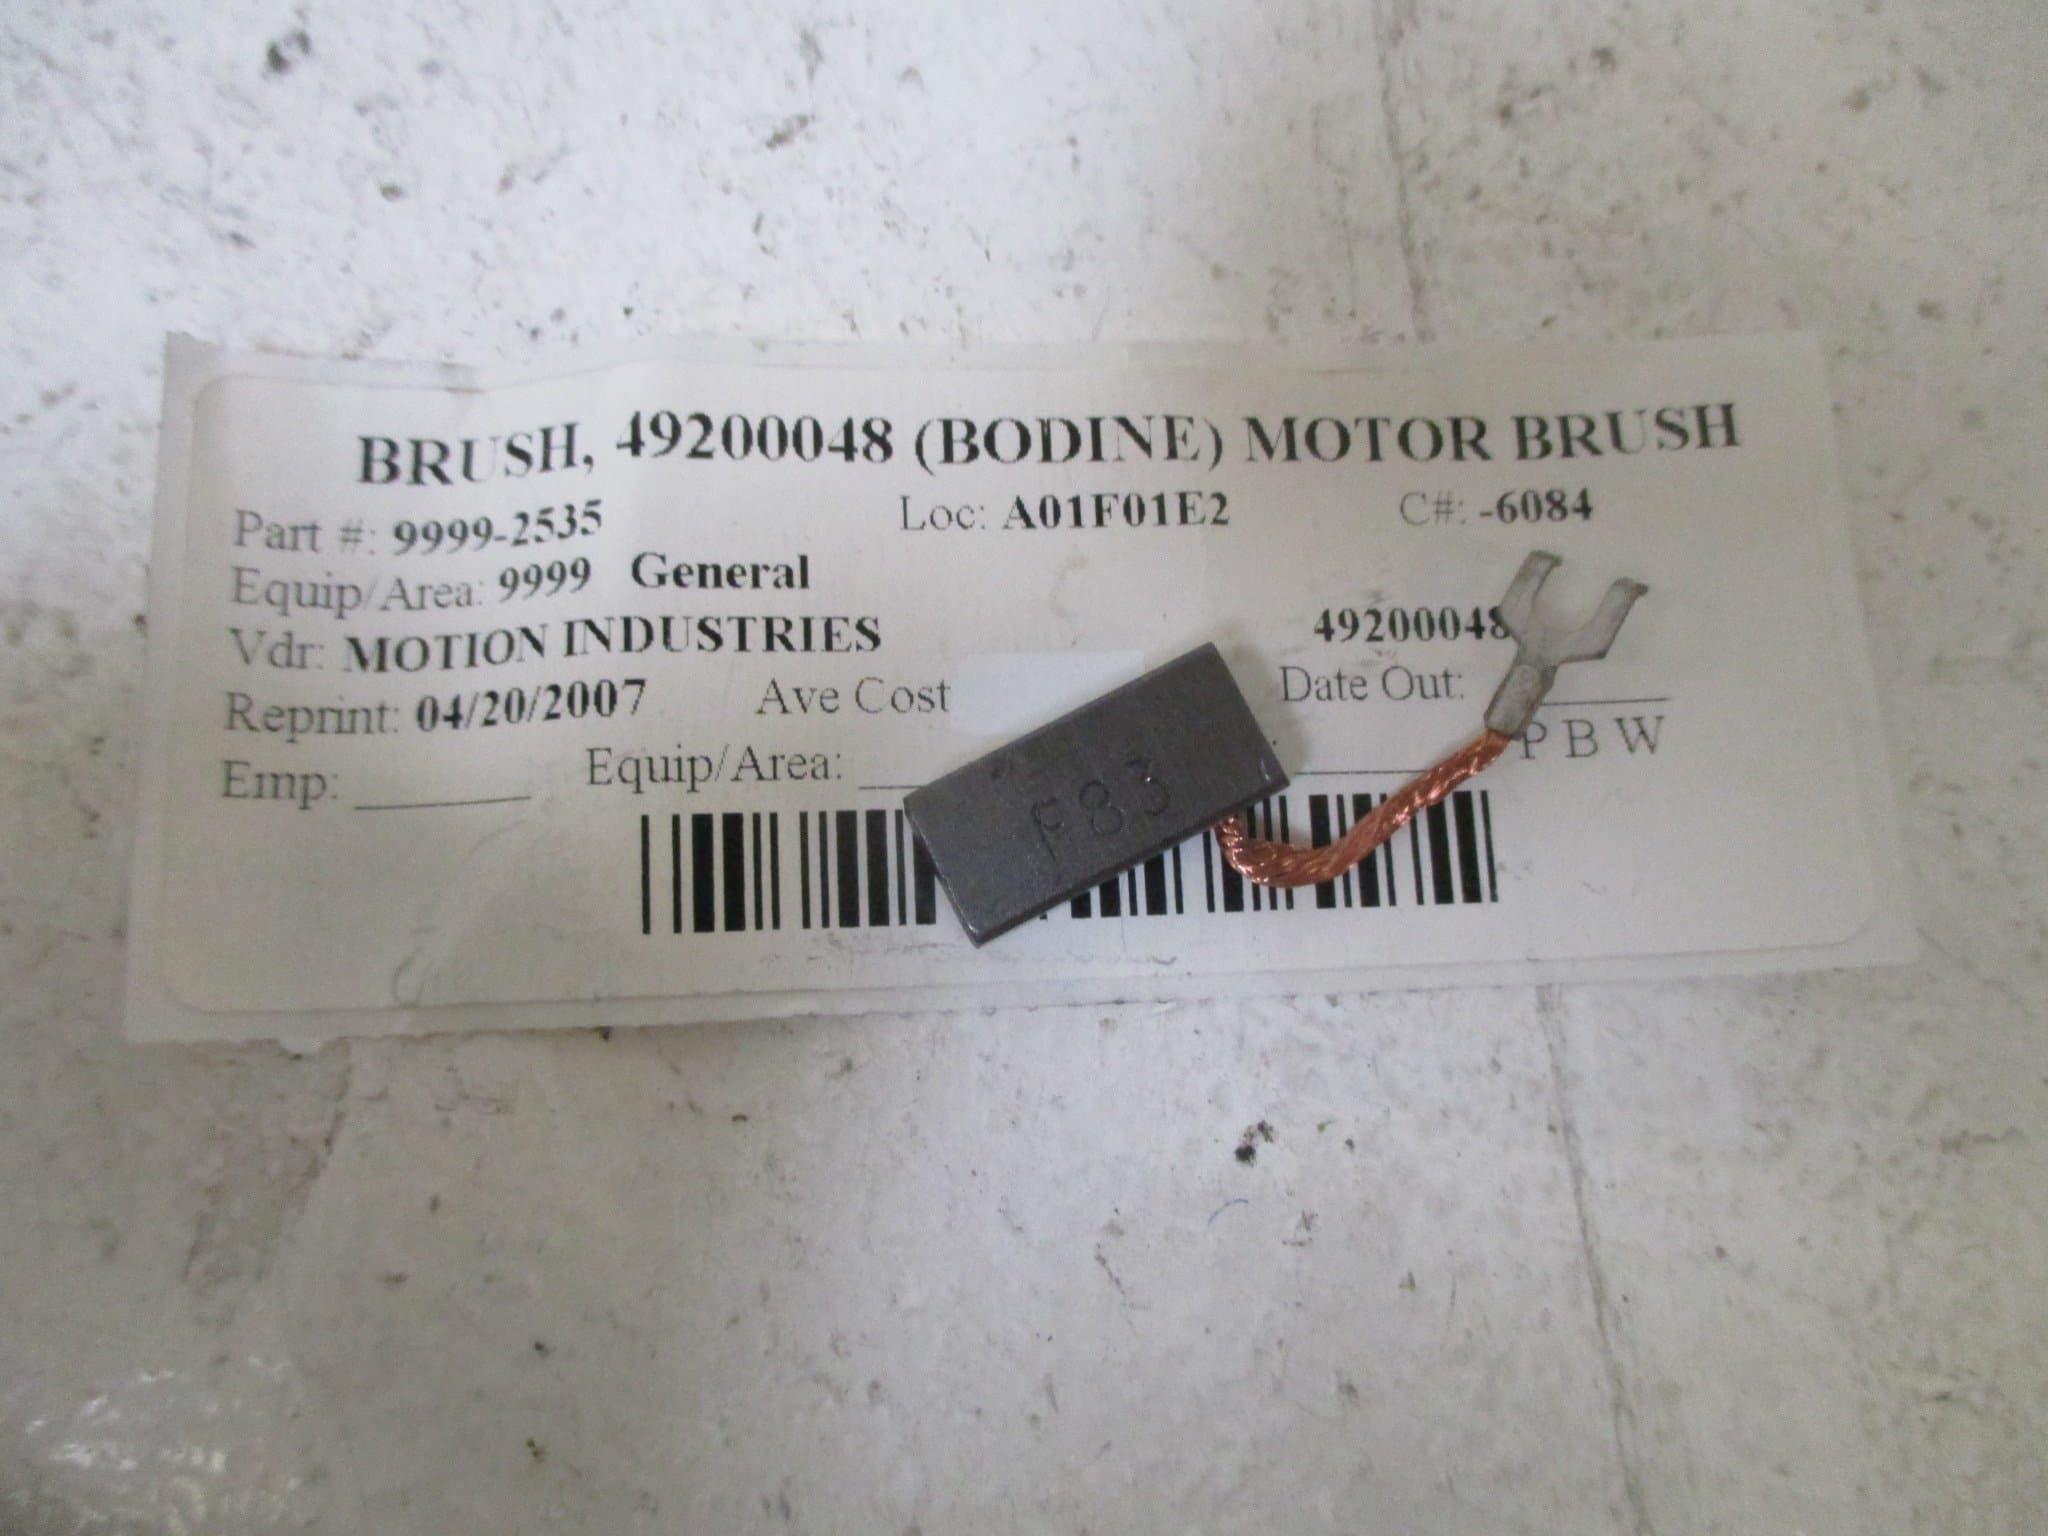 BRUSH, 49200048 (BODINE) MOTOR BRUSH
Part #: 9999-2535 Loc: A01F01E2 C#: -6084
Equip/Area: 9999 General
Vdr: MOTION INDUSTRIES 49200048
Reprint: 04/20/2007 Ave Cost Date Out:
Emp: Equip/Area: P B W
F83